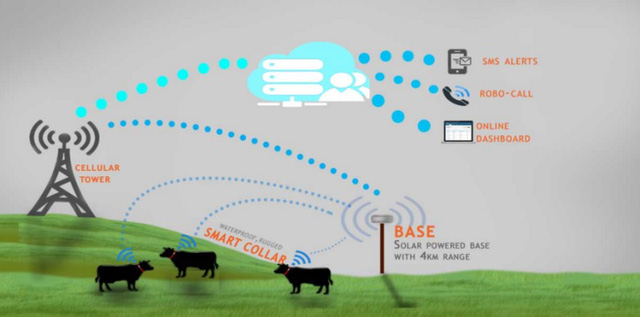 SMS ALERTS
ROBO-CALL
ONLINE
DASHBOARD
CELLULAR
TOWER
WATERPROOF, RUGGED
SMART COLLAR
BASE
SOLAR POWERED BASE
WITH 4KM RANGE